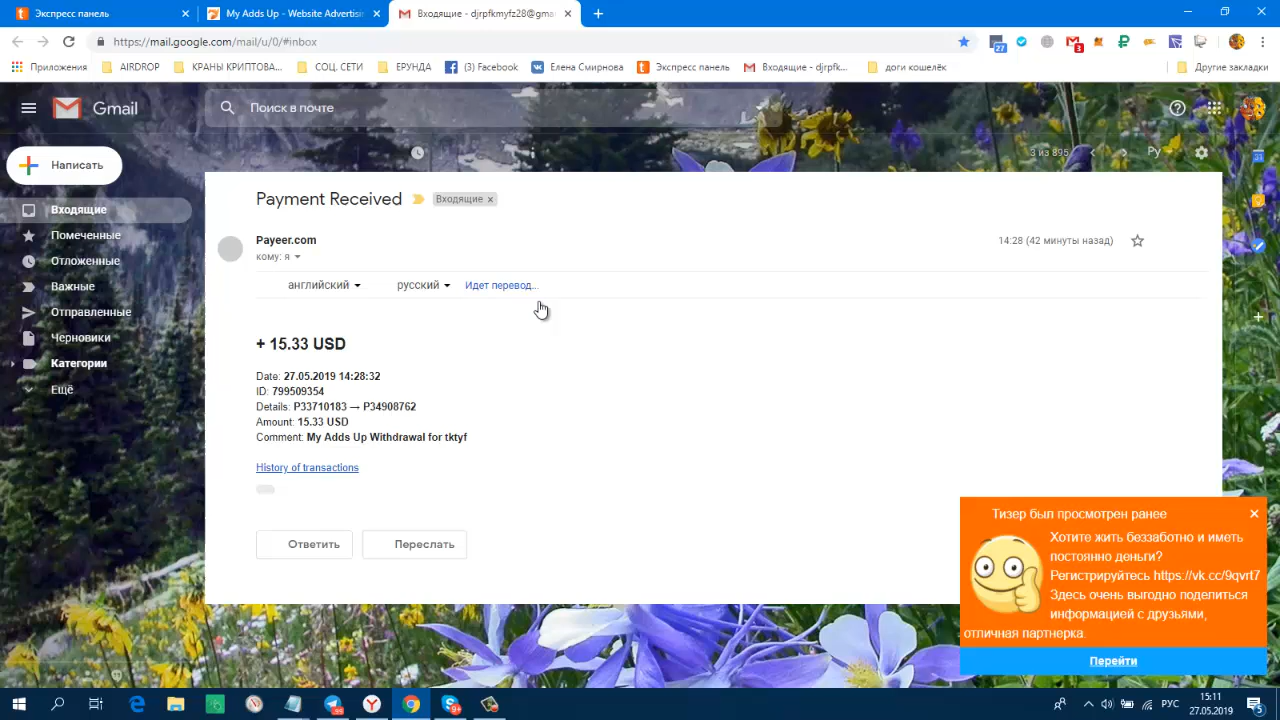 Экспресс панель
My Adds Up - Website Advertisin
Входящие - djrpfkmyfz28@gma
https://mail.google.com/mail/u/0/#inbox
27
3
Приложения
AIRDROP
КРАНЫ КРИПТОВА...
СОЦ. СЕТИ
ЕРУНДА
(3) Facebook
Елена Смирнова
Экспресс панель
Входящие - djrpfk...
доги кошелёк
Другие закладки
Gmail
Поиск в почте
Написать
3 из 895
Ру
31
Входящие
Помеченные
Отложенные
Важные
Отправленные
Черновики
Категории
Ещё
Payment Received
Входящие x
Payeer.com
14:28 (42 минуты назад)
кому: я
английский
русский
Идет перевод...
+ 15.33 USD
Date: 27.05.2019 14:28:32
ID: 799509354
Details: P33710183 → P34908762
Amount: 15.33 USD
Comment: My Adds Up Withdrawal for tktyf
History of transactions
Ответить
Переслать
Тизер был просмотрен ранее
Хотите жить беззаботно и иметь
постоянно деньги?
Регистрируйтесь https://vk.cc/9qvrt7
Здесь очень выгодно поделиться
информацией с друзьями,
отличная партнерка.
Перейти
9+
РУС
15:11
27.05.2019
5